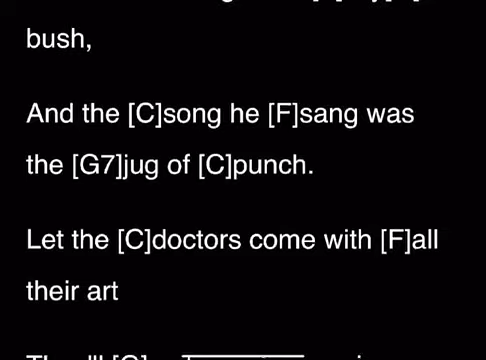 bush,
And the [C]song he [F]sang was
the [G7]jug of [C]punch.
Let the [C]doctors come with [F]all
their art